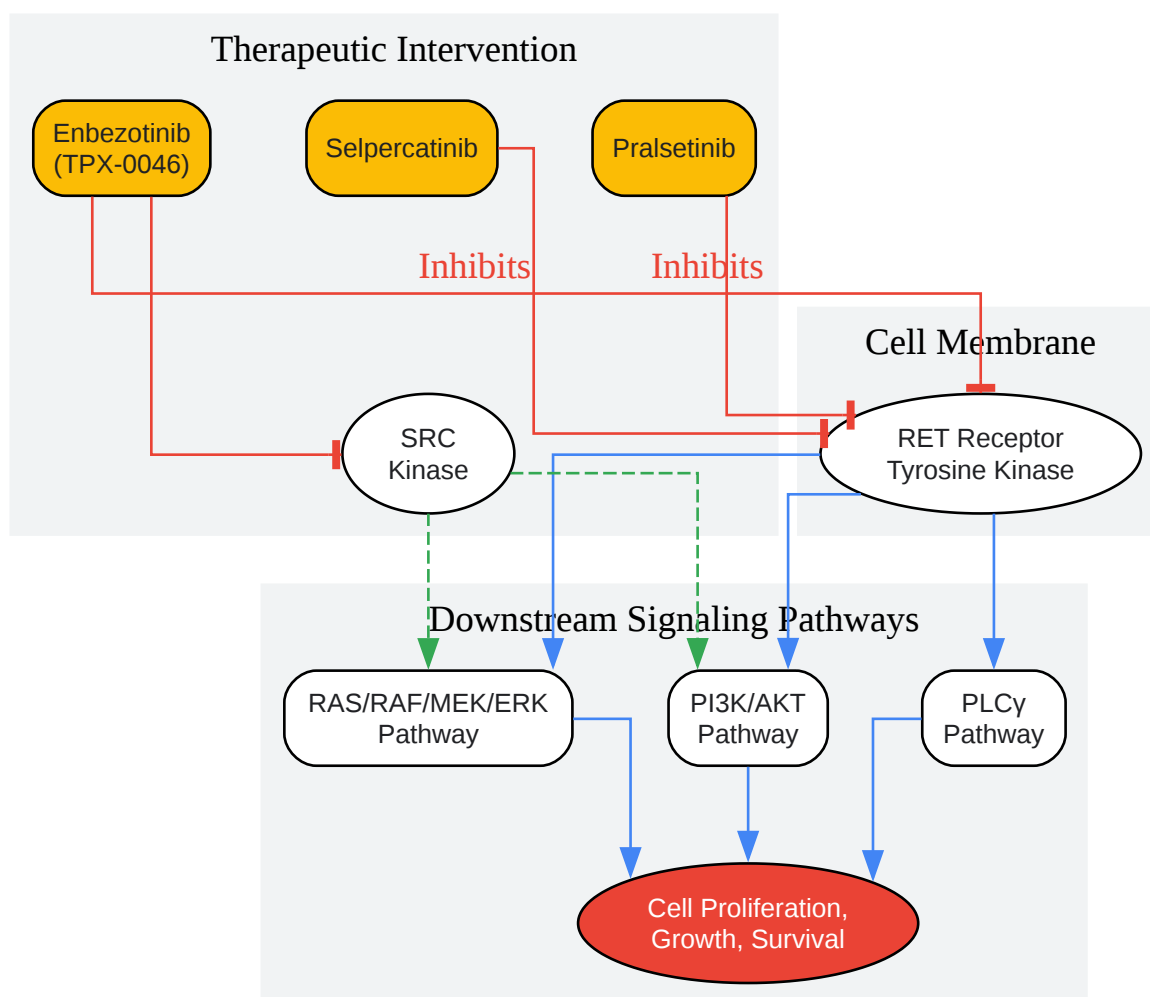 Therapeutic Intervention
Enbezotinib
(TPX-0046)
Selpercatinib
Pralsetinib
Inhibits
Inhibits
Cell Membrane
SRC
Kinase
RET Receptor
Tyrosine Kinase
Downstream Signaling Pathways
RAS/RAF/MEK/ERK
Pathway
PI3K/AKT
Pathway
PLCγ
Pathway
Cell Proliferation,
Growth, Survival